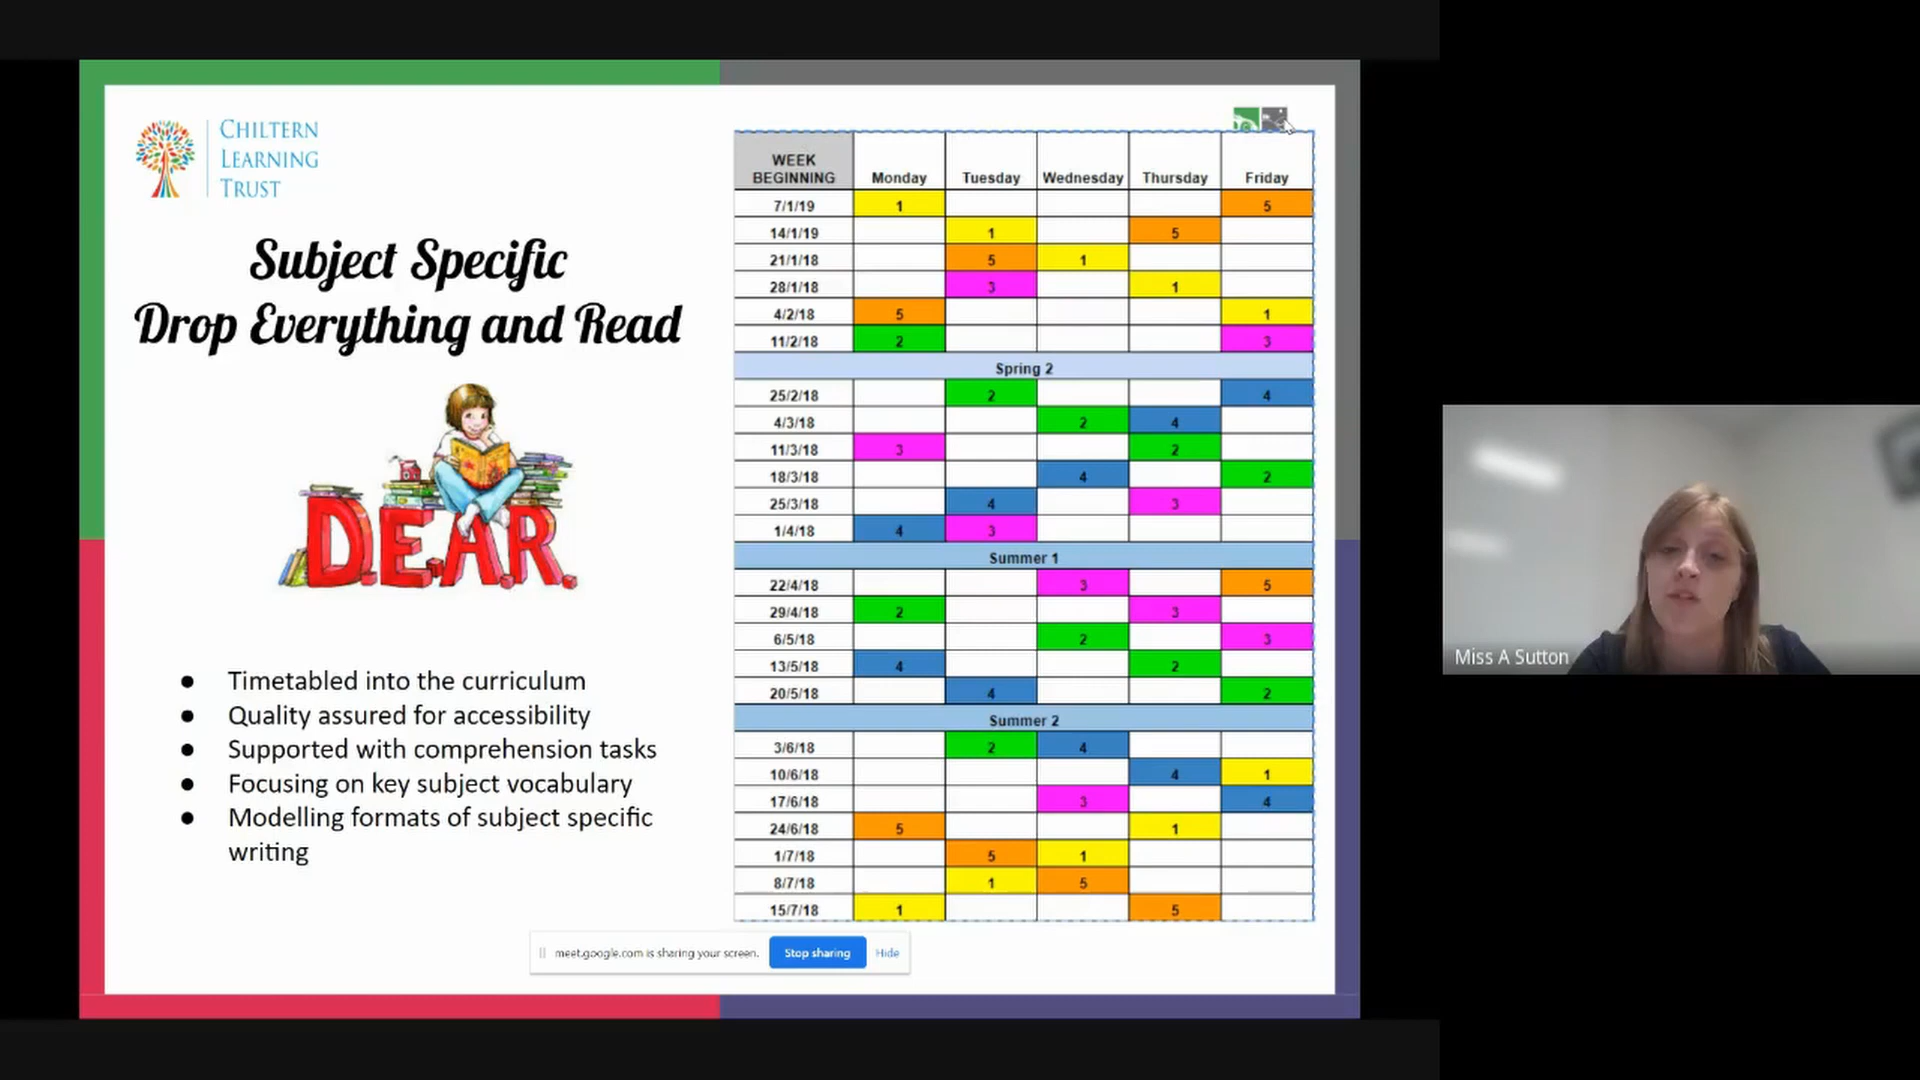 CHILTERN
LEARNING
TRUST
Subject Specific
Drop Everything and Read
D.E.A.R.
● Timetabled into the curriculum
● Quality assured for accessibility
● Supported with comprehension tasks
● Focusing on key subject vocabulary
● Modelling formats of subject specific
writing
WEEK
BEGINNING Monday Tuesday Wednesday Thursday Friday
7/1/19 1 5
14/1/19 1 5
21/1/18 5 1
28/1/18 3 1
4/2/18 5 1
11/2/18 2 3
Spring 2
25/2/18 2 4
4/3/18 2 4
11/3/18 3 2
18/3/18 4 2
25/3/18 4 3
1/4/18 4 3
Summer 1
22/4/18 3 5
29/4/18 2 3
6/5/18 2 3
13/5/18 4 2
20/5/18 4 2
Summer 2
3/6/18 2 4
10/6/18 4 1
17/6/18 3 4
24/6/18 5 1
1/7/18 5 1
8/7/18 1 5
15/7/18 1 5
meet.google.com is sharing your screen. Stop sharing Hide
Miss A Sutton